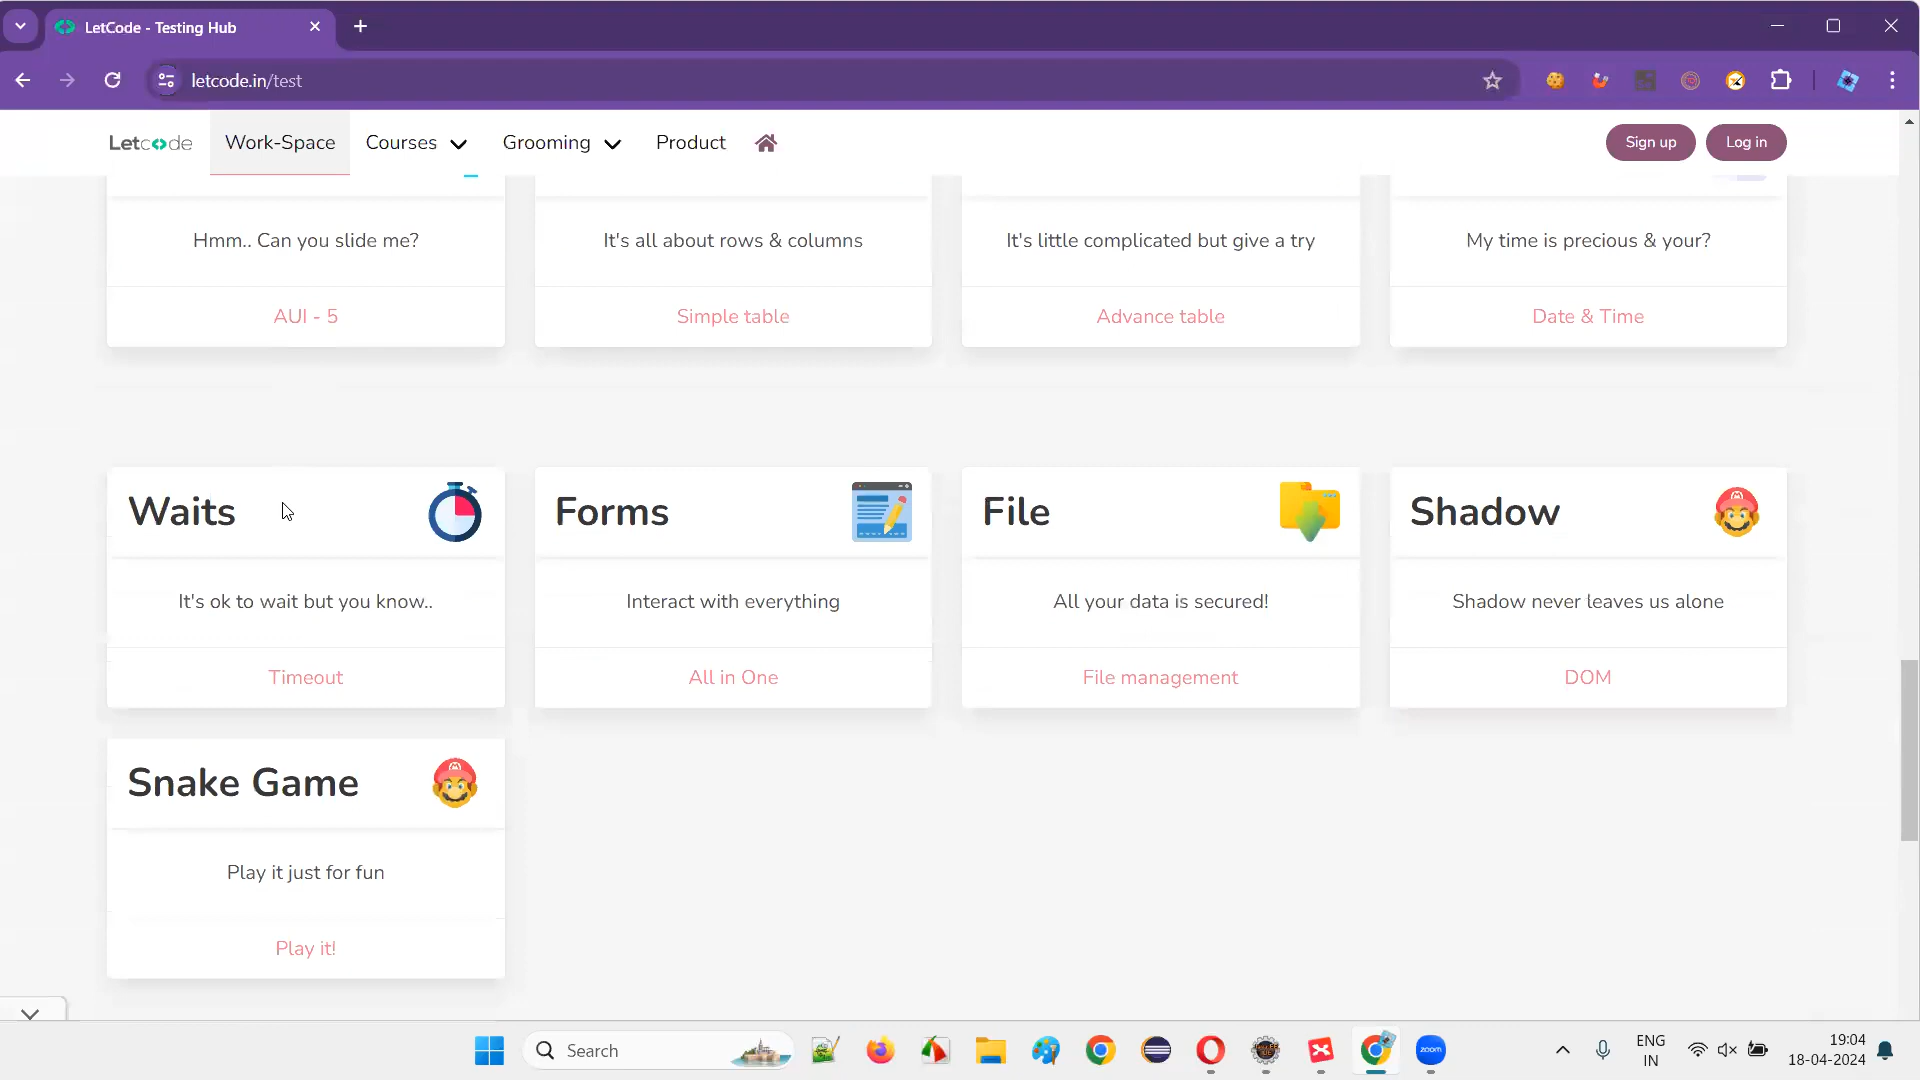 LetCode - Testing Hub
letcode.in/test
Letcode Work-Space Courses Grooming Product Sign up Log in
Hmm.. Can you slide me? It's all about rows & columns It's little complicated but give a try My time is precious & your?
AUI - 5 Simple table Advance table Date & Time
Waits Forms File Shadow
It's ok to wait but you know.. Interact with everything All your data is secured! Shadow never leaves us alone
Timeout All in One File management DOM
Snake Game
Play it just for fun
Play it!
Search zoom ENG 19:04
IN 18-04-2024